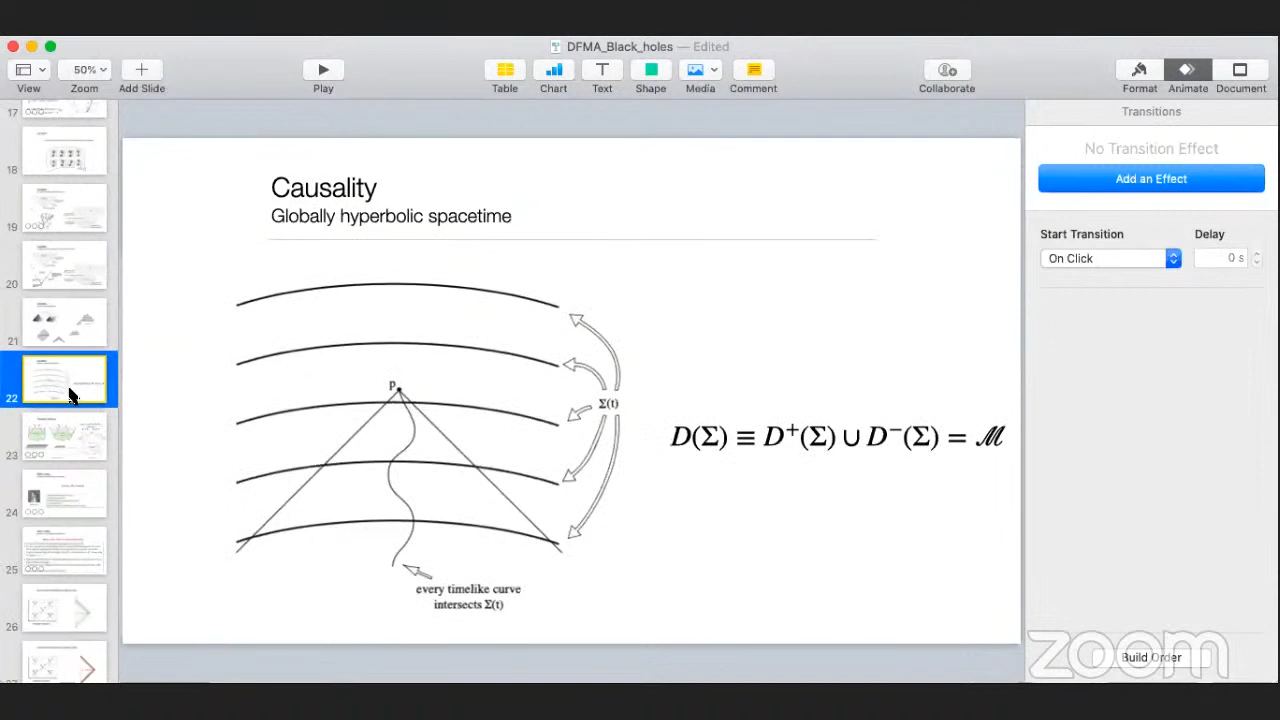 DFMA_Black_holes — Edited
50%
View
Zoom
Add Slide
Play
Table
Chart
Text
Shape
Media
Comment
Collaborate
Format
Animate
Document
Transitions
No Transition Effect
Add an Effect
Start Transition
Delay
On Click
0 s
Build Order
17
18
19
20
21
22
23
24
25
26
Causality
Globally hyperbolic spacetime
p
Σ(t)
D(Σ) ≡ D⁺(Σ) ∪ D⁻(Σ) = ℳ
every timelike curve
intersects Σ(t)
zoom